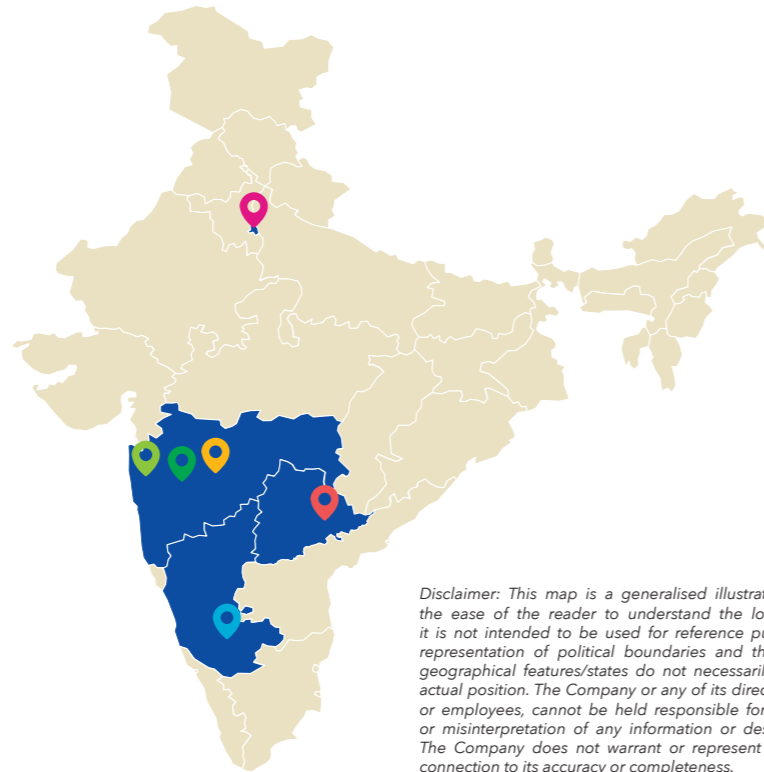 Disclaimer: This map is a generalised illustrat
the ease of the reader to understand the lo
it is not intended to be used for reference pu
representation of political boundaries and th
geographical features/states do not necessaril
actual position. The Company or any of its direc
or employees, cannot be held responsible for
or misinterpretation of any information or des
The Company does not warrant or represent
connection to its accuracy or completeness.